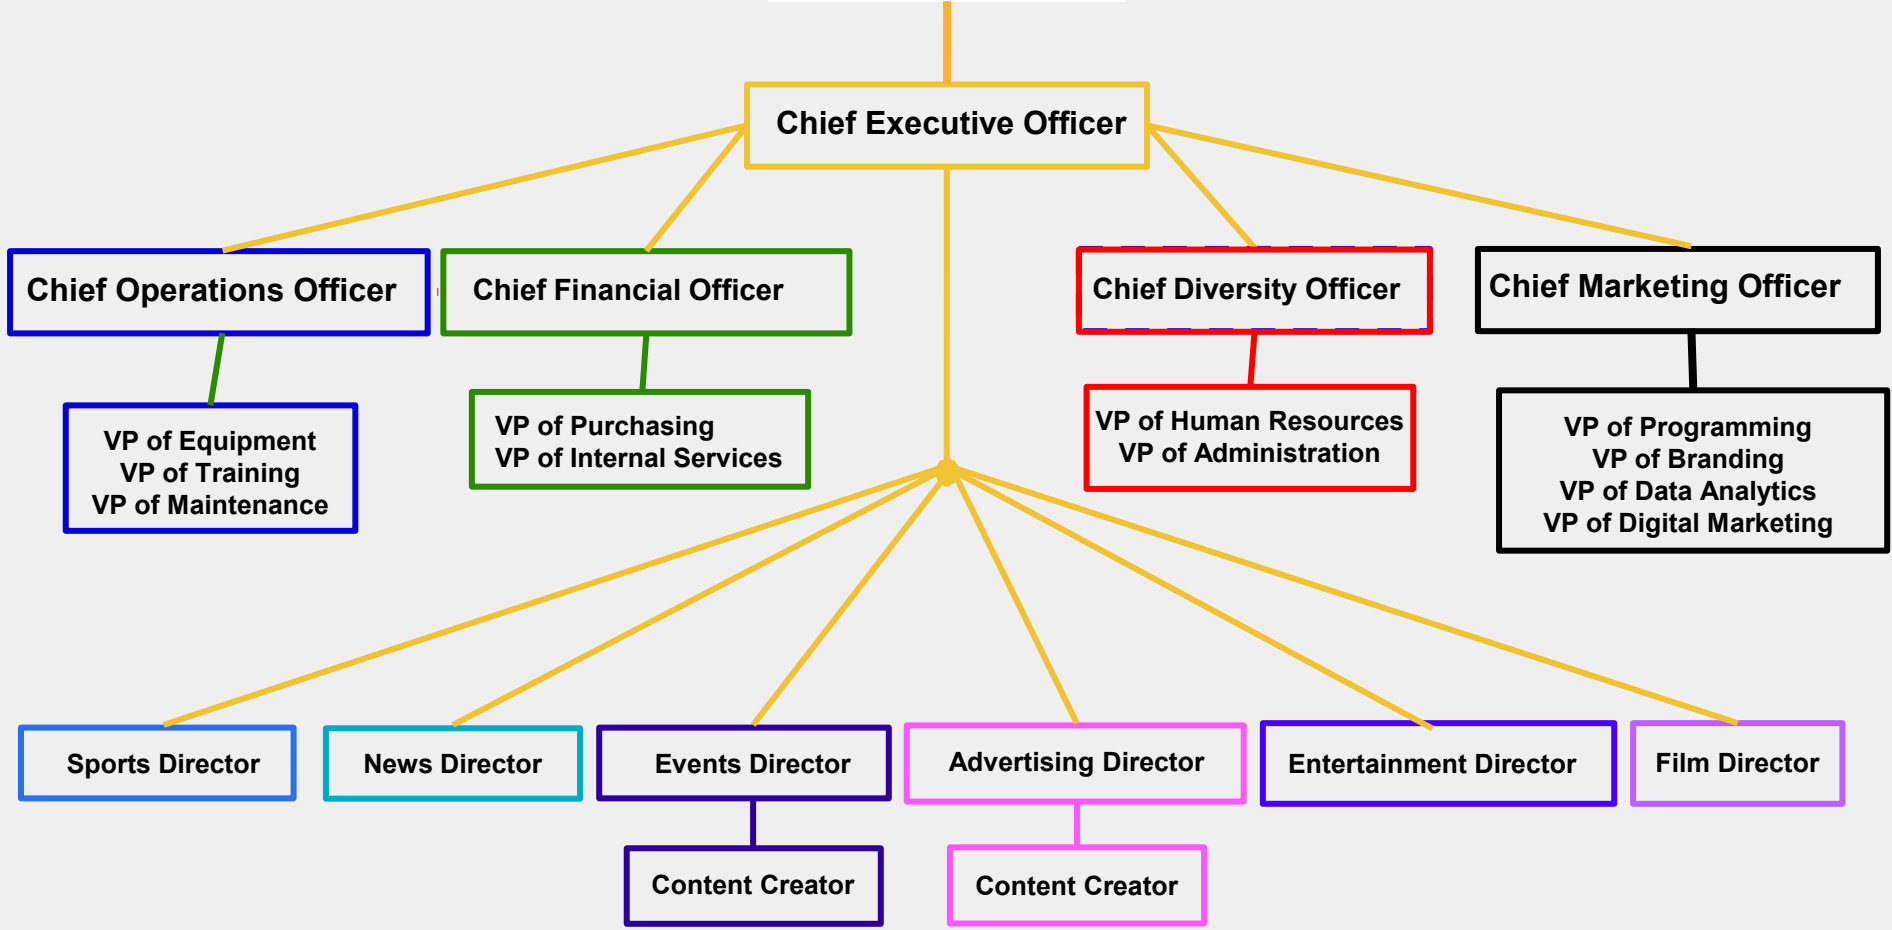 Chief Executive Officer
Chief Operations Officer
Chief Financial Officer
Chief Diversity Officer
Chief Marketing Officer
VP of Equipment
VP of Training
VP of Maintenance
VP of Purchasing
VP of Internal Services
VP of Human Resources
VP of Administration
VP of Programming
VP of Branding
VP of Data Analytics
VP of Digital Marketing
Sports Director
News Director
Events Director
Advertising Director
Entertainment Director
Film Director
Content Creator
Content Creator